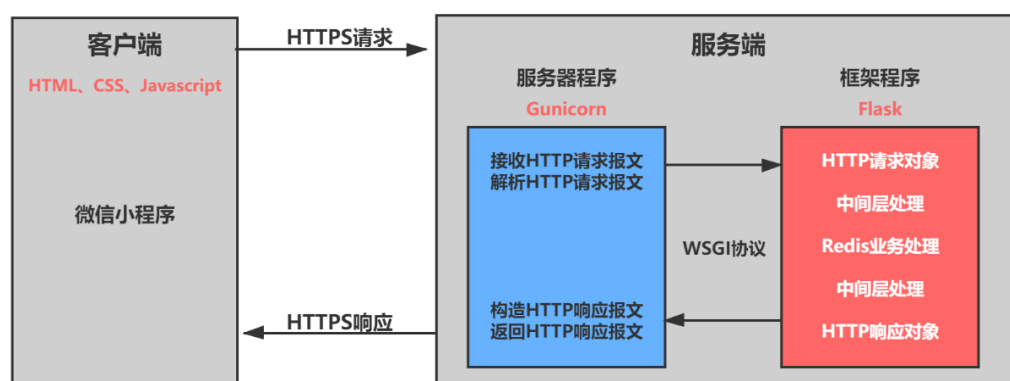 客户端
HTML、CSS、Javascript
微信小程序
HTTPS请求
HTTPS响应
服务端
服务器程序
Gunicorn
接收HTTP请求报文
解析HTTP请求报文
构造HTTP响应报文
返回HTTP响应报文
WSGI协议
框架程序
Flask
HTTP请求对象
中间层处理
Redis业务处理
中间层处理
HTTP响应对象